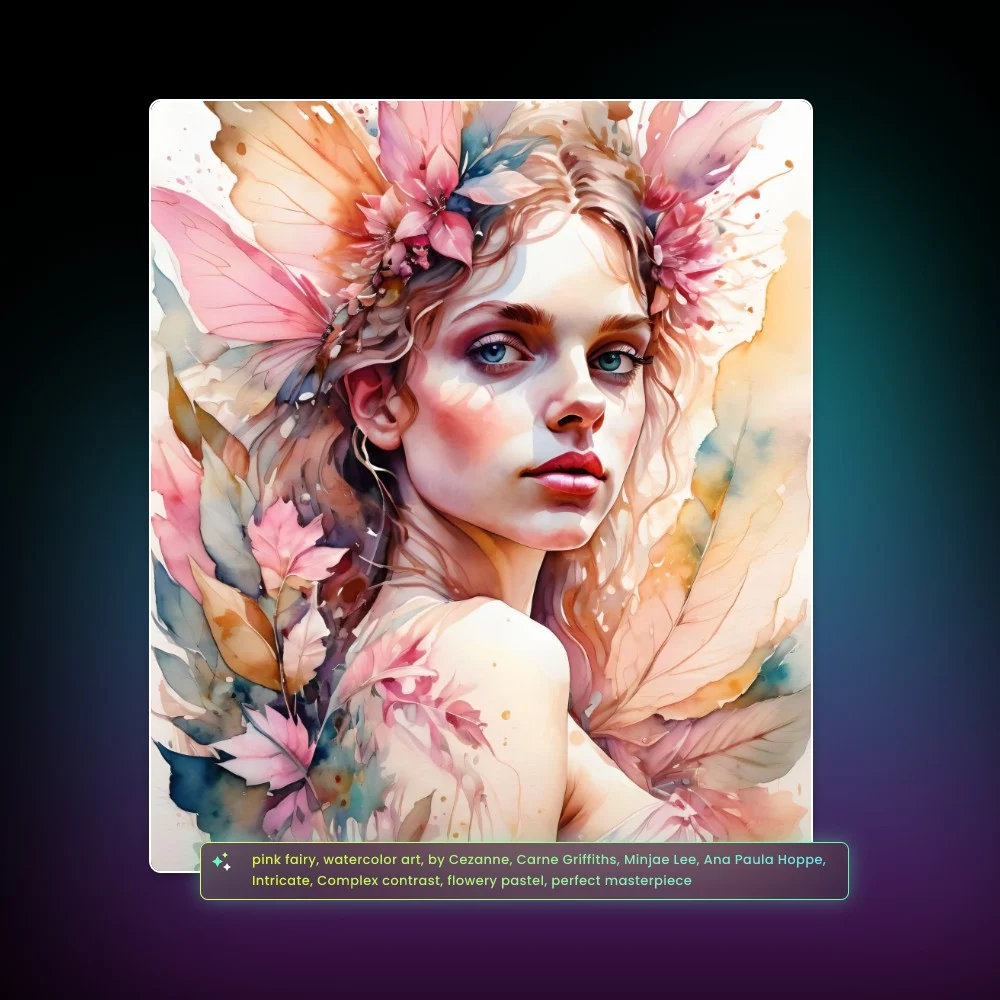 pink fairy, watercolor art, by Cezanne, Carne Griffiths, Minjae Lee, Ana Paula Hoppe,
Intricate, Complex contrast, flowery pastel, perfect masterpiece